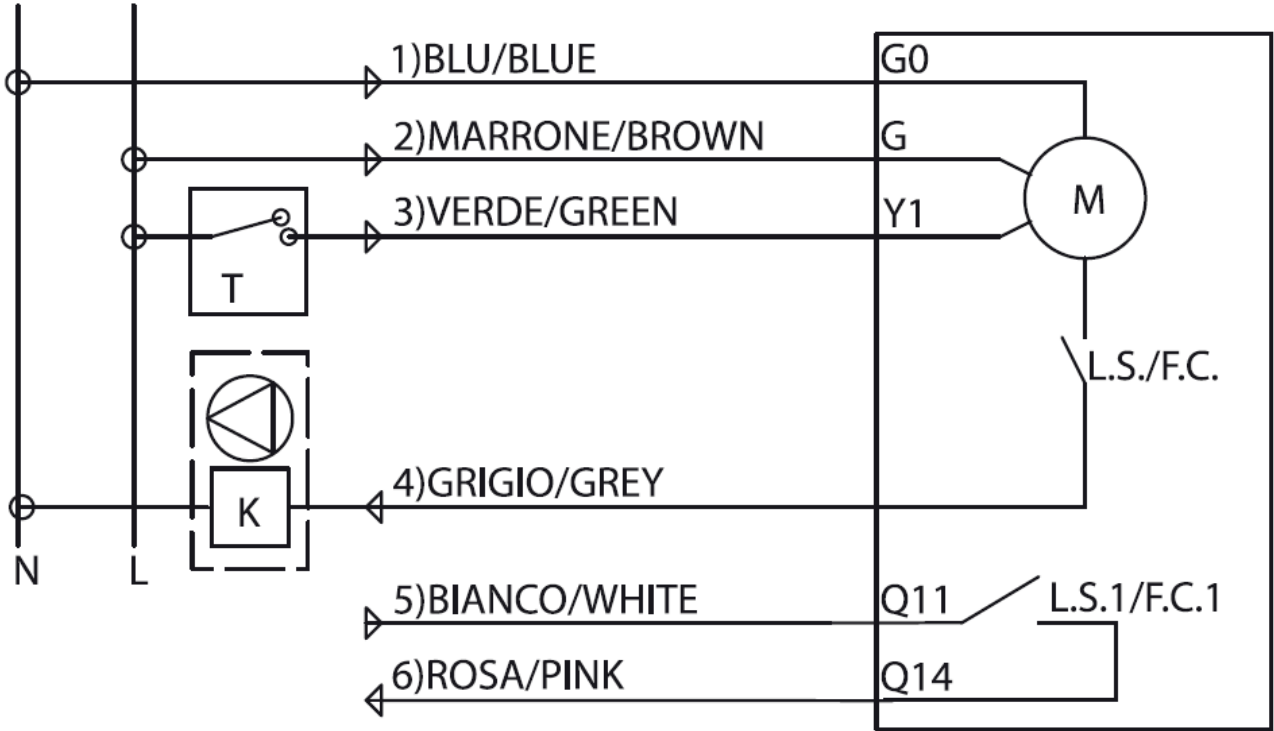 1)BLU/BLUE
G0
2)MARRONE/BROWN
G
M
3)VERDE/GREEN
Y1
T
L.S./F.C.
4)GRIGIO/GREY
K
N
L
5)BIANCO/WHITE
Q11
L.S.1/F.C.1
6)ROSA/PINK
Q14